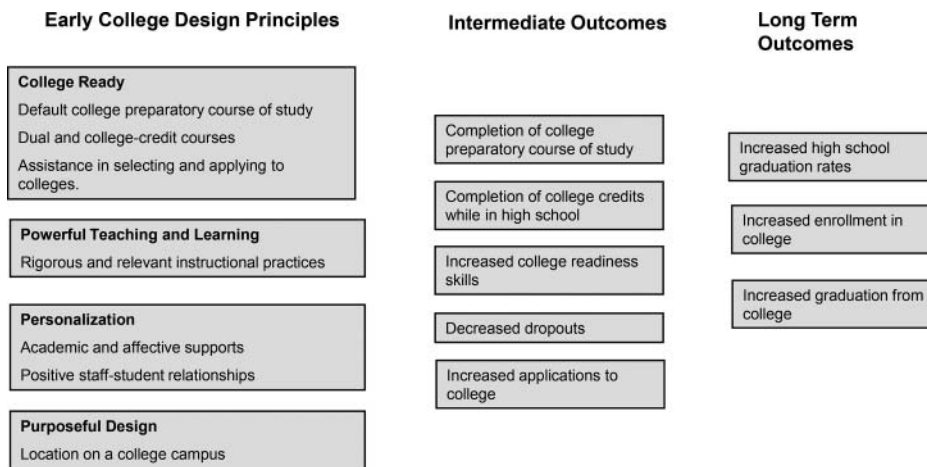 Early College Design Principles
College Ready
Default college preparatory course of study
Dual and college-credit courses
Assistance in selecting and applying to
colleges.
Powerful Teaching and Learning
Rigorous and relevant instructional practices
Personalization
Academic and affective supports
Positive staff-student relationships
Purposeful Design
Location on a college campus
Intermediate Outcomes
Completion of college
preparatory course of study
Completion of college credits
while in high school
Increased college readiness
skills
Decreased dropouts
Increased applications to
college
Long Term
Outcomes
Increased high school
graduation rates
Increased enrollment in
college
Increased graduation from
college